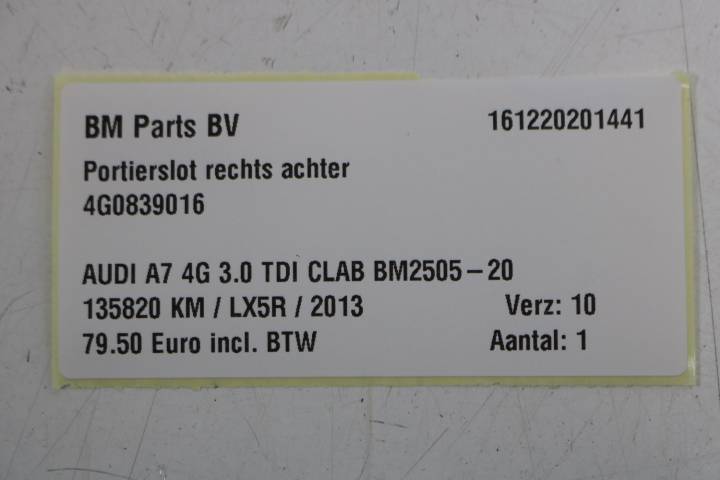 BM Parts BV 161220201441
Portierslot rechts achter
4G0839016
AUDI A7 4G 3.0 TDI CLAB BM2505-20
135820 KM / LX5R / 2013 Verz: 10
79.50 Euro incl. BTW Aantal: 1